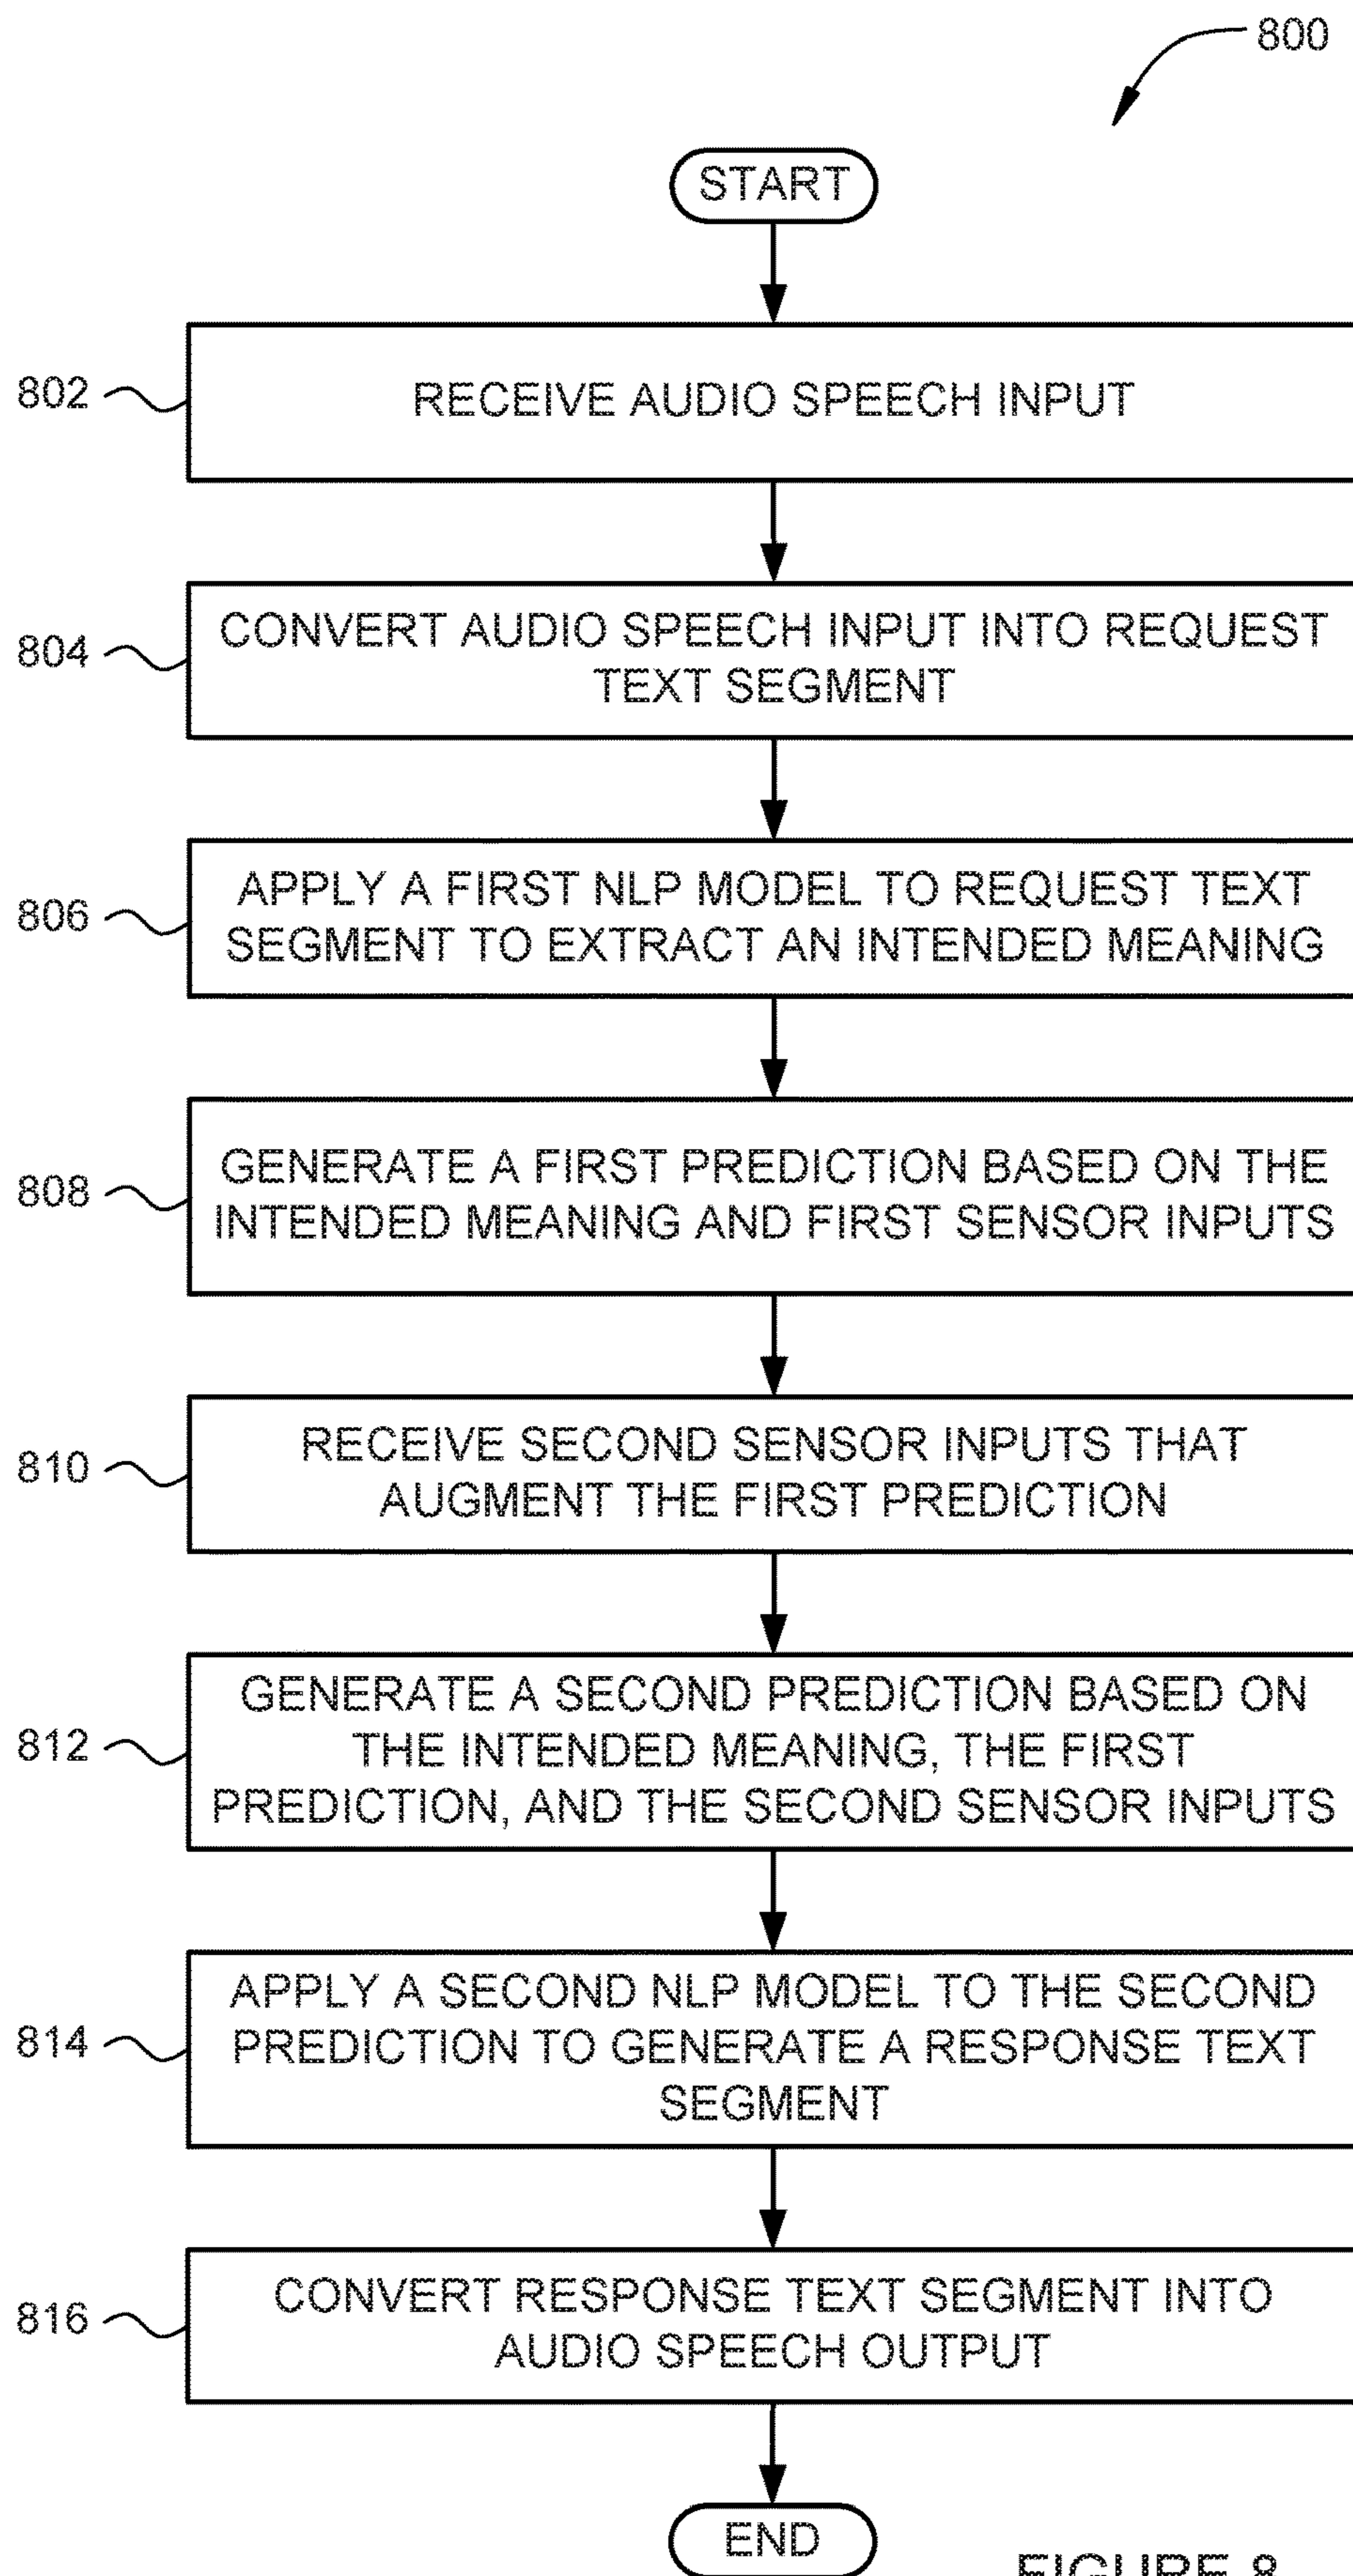 800
START
802
RECEIVE AUDIO SPEECH INPUT
804
CONVERT AUDIO SPEECH INPUT INTO REQUEST
TEXT SEGMENT
806
APPLY A FIRST NLP MODEL TO REQUEST TEXT
SEGMENT TO EXTRACT AN INTENDED MEANING
808
GENERATE A FIRST PREDICTION BASED ON THE
INTENDED MEANING AND FIRST SENSOR INPUTS
810
RECEIVE SECOND SENSOR INPUTS THAT
AUGMENT THE FIRST PREDICTION
812
GENERATE A SECOND PREDICTION BASED ON
THE INTENDED MEANING, THE FIRST
PREDICTION, AND THE SECOND SENSOR INPUTS
814
APPLY A SECOND NLP MODEL TO THE SECOND
PREDICTION TO GENERATE A RESPONSE TEXT
SEGMENT
816
CONVERT RESPONSE TEXT SEGMENT INTO
AUDIO SPEECH OUTPUT
END
FIGURE 8